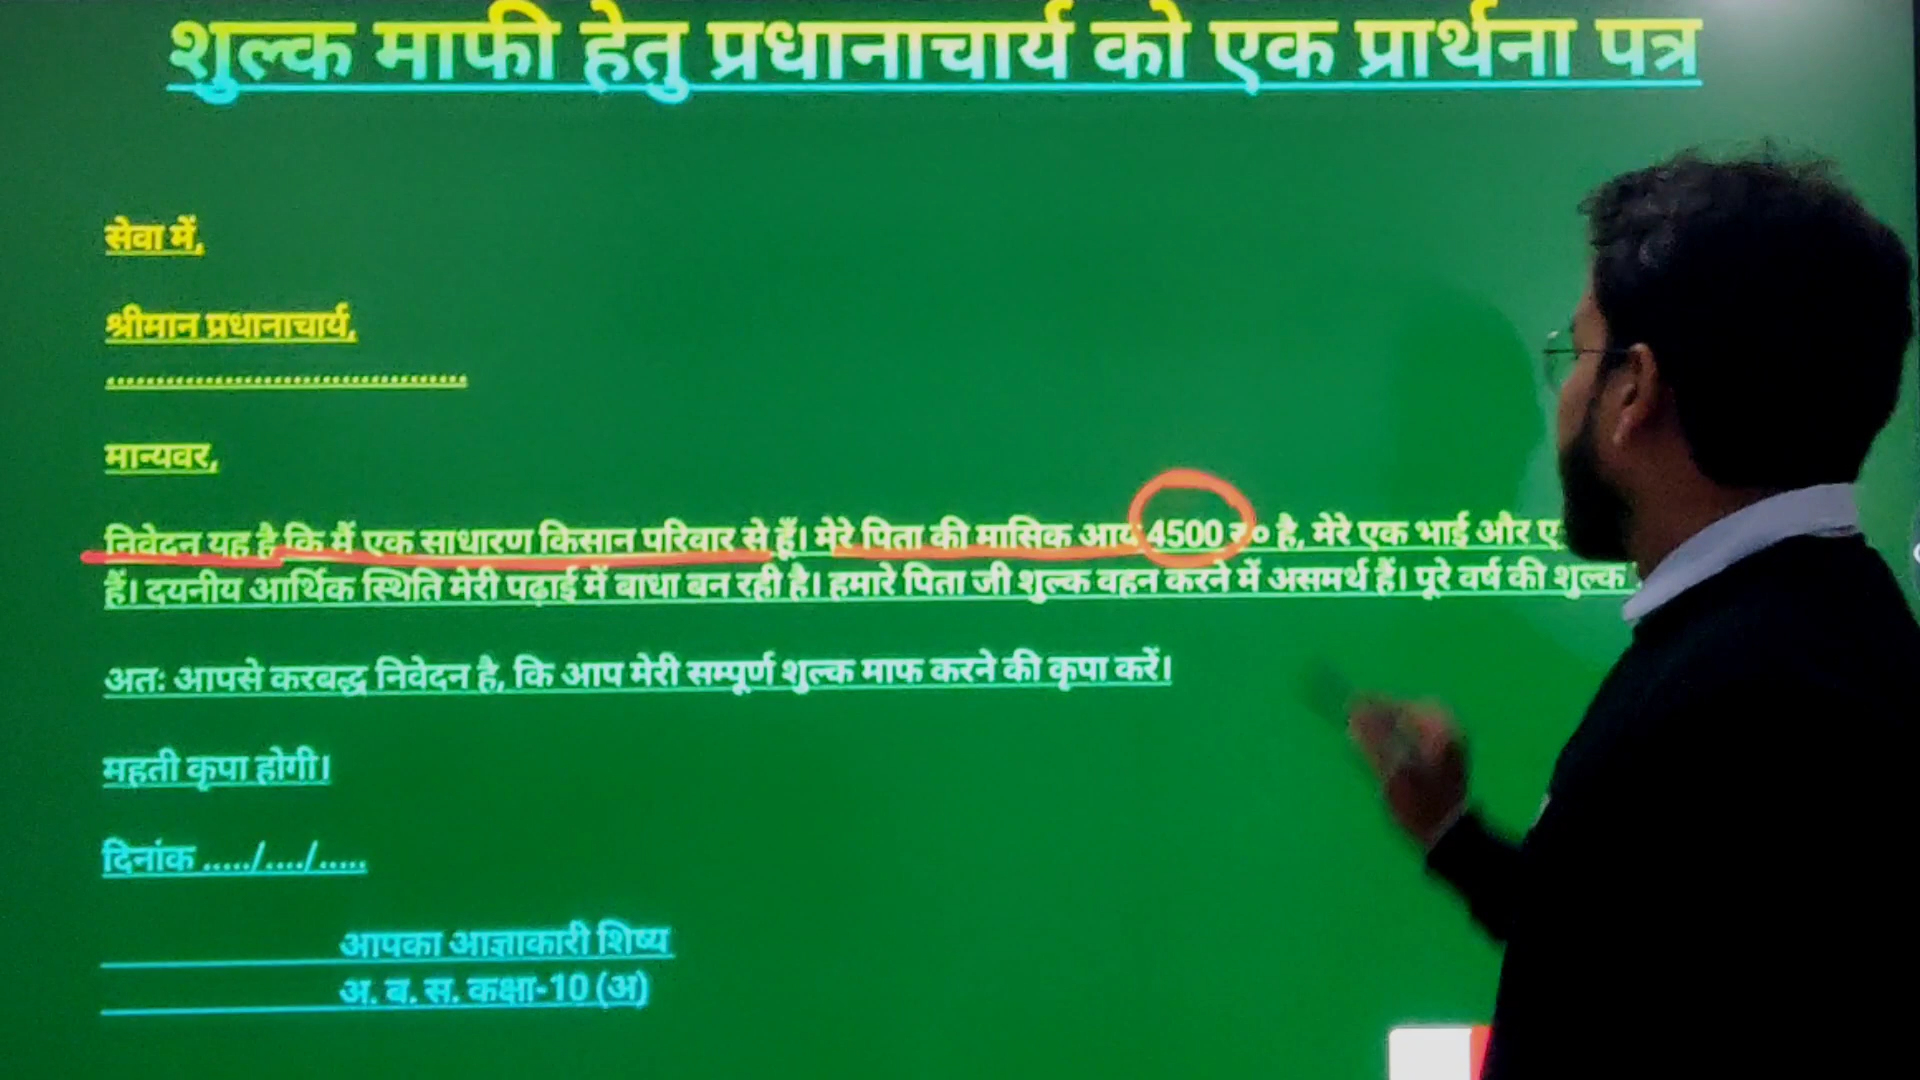 शुल्क माफी हेतु प्रधानाचार्य को एक प्रार्थना पत्र
सेवा में,
श्रीमान प्रधानाचार्य,
....................................
मान्यवर,
निवेदन यह है कि मैं एक साधारण किसान परिवार से हूँ। मेरे पिता की मासिक आय 4500 रु० है, मेरे एक भाई और
हैं। दयनीय आर्थिक स्थिति मेरी पढ़ाई में बाधा बन रही है। हमारे पिता जी शुल्क वहन करने में असमर्थ हैं। पूरे वर्ष की शुल्क
अतः आपसे करबद्ध निवेदन है, कि आप मेरी सम्पूर्ण शुल्क माफ करने की कृपा करें।
महती कृपा होगी।
दिनांक ...../..../.....
आपका आज्ञाकारी शिष्य
अ. ब. स. कक्षा-10 (अ)